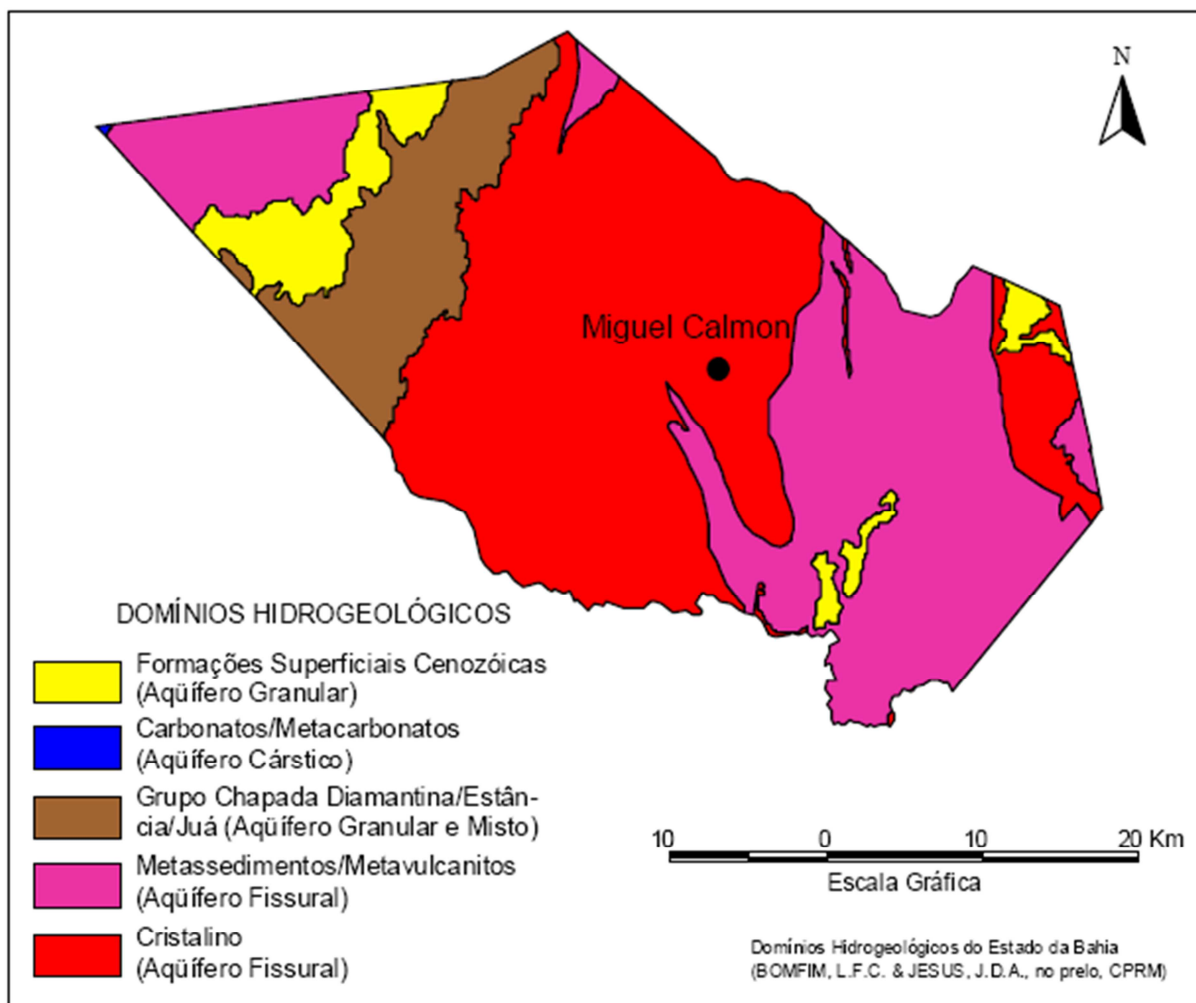 N
Miguel Calmon
DOMÍNIOS HIDROGEOLÓGICOS
Formações Superficiais Cenozóicas
(Aqüífero Granular)
Carbonatos/Metacarbonatos
(Aqüífero Cárstico)
Grupo Chapada Diamantina/Estân-
cia/Juá (Aqüífero Granular e Misto)
Metassedimentos/Metavulcanitos
(Aqüífero Fissural)
Cristalino
(Aqüífero Fissural)
10 0 10 20 Km
Escala Gráfica
Domínios Hidrogeológicos do Estado da Bahia
(BOMFIM, L.F.C. & JESUS, J.D.A., no prelo, CPRM)